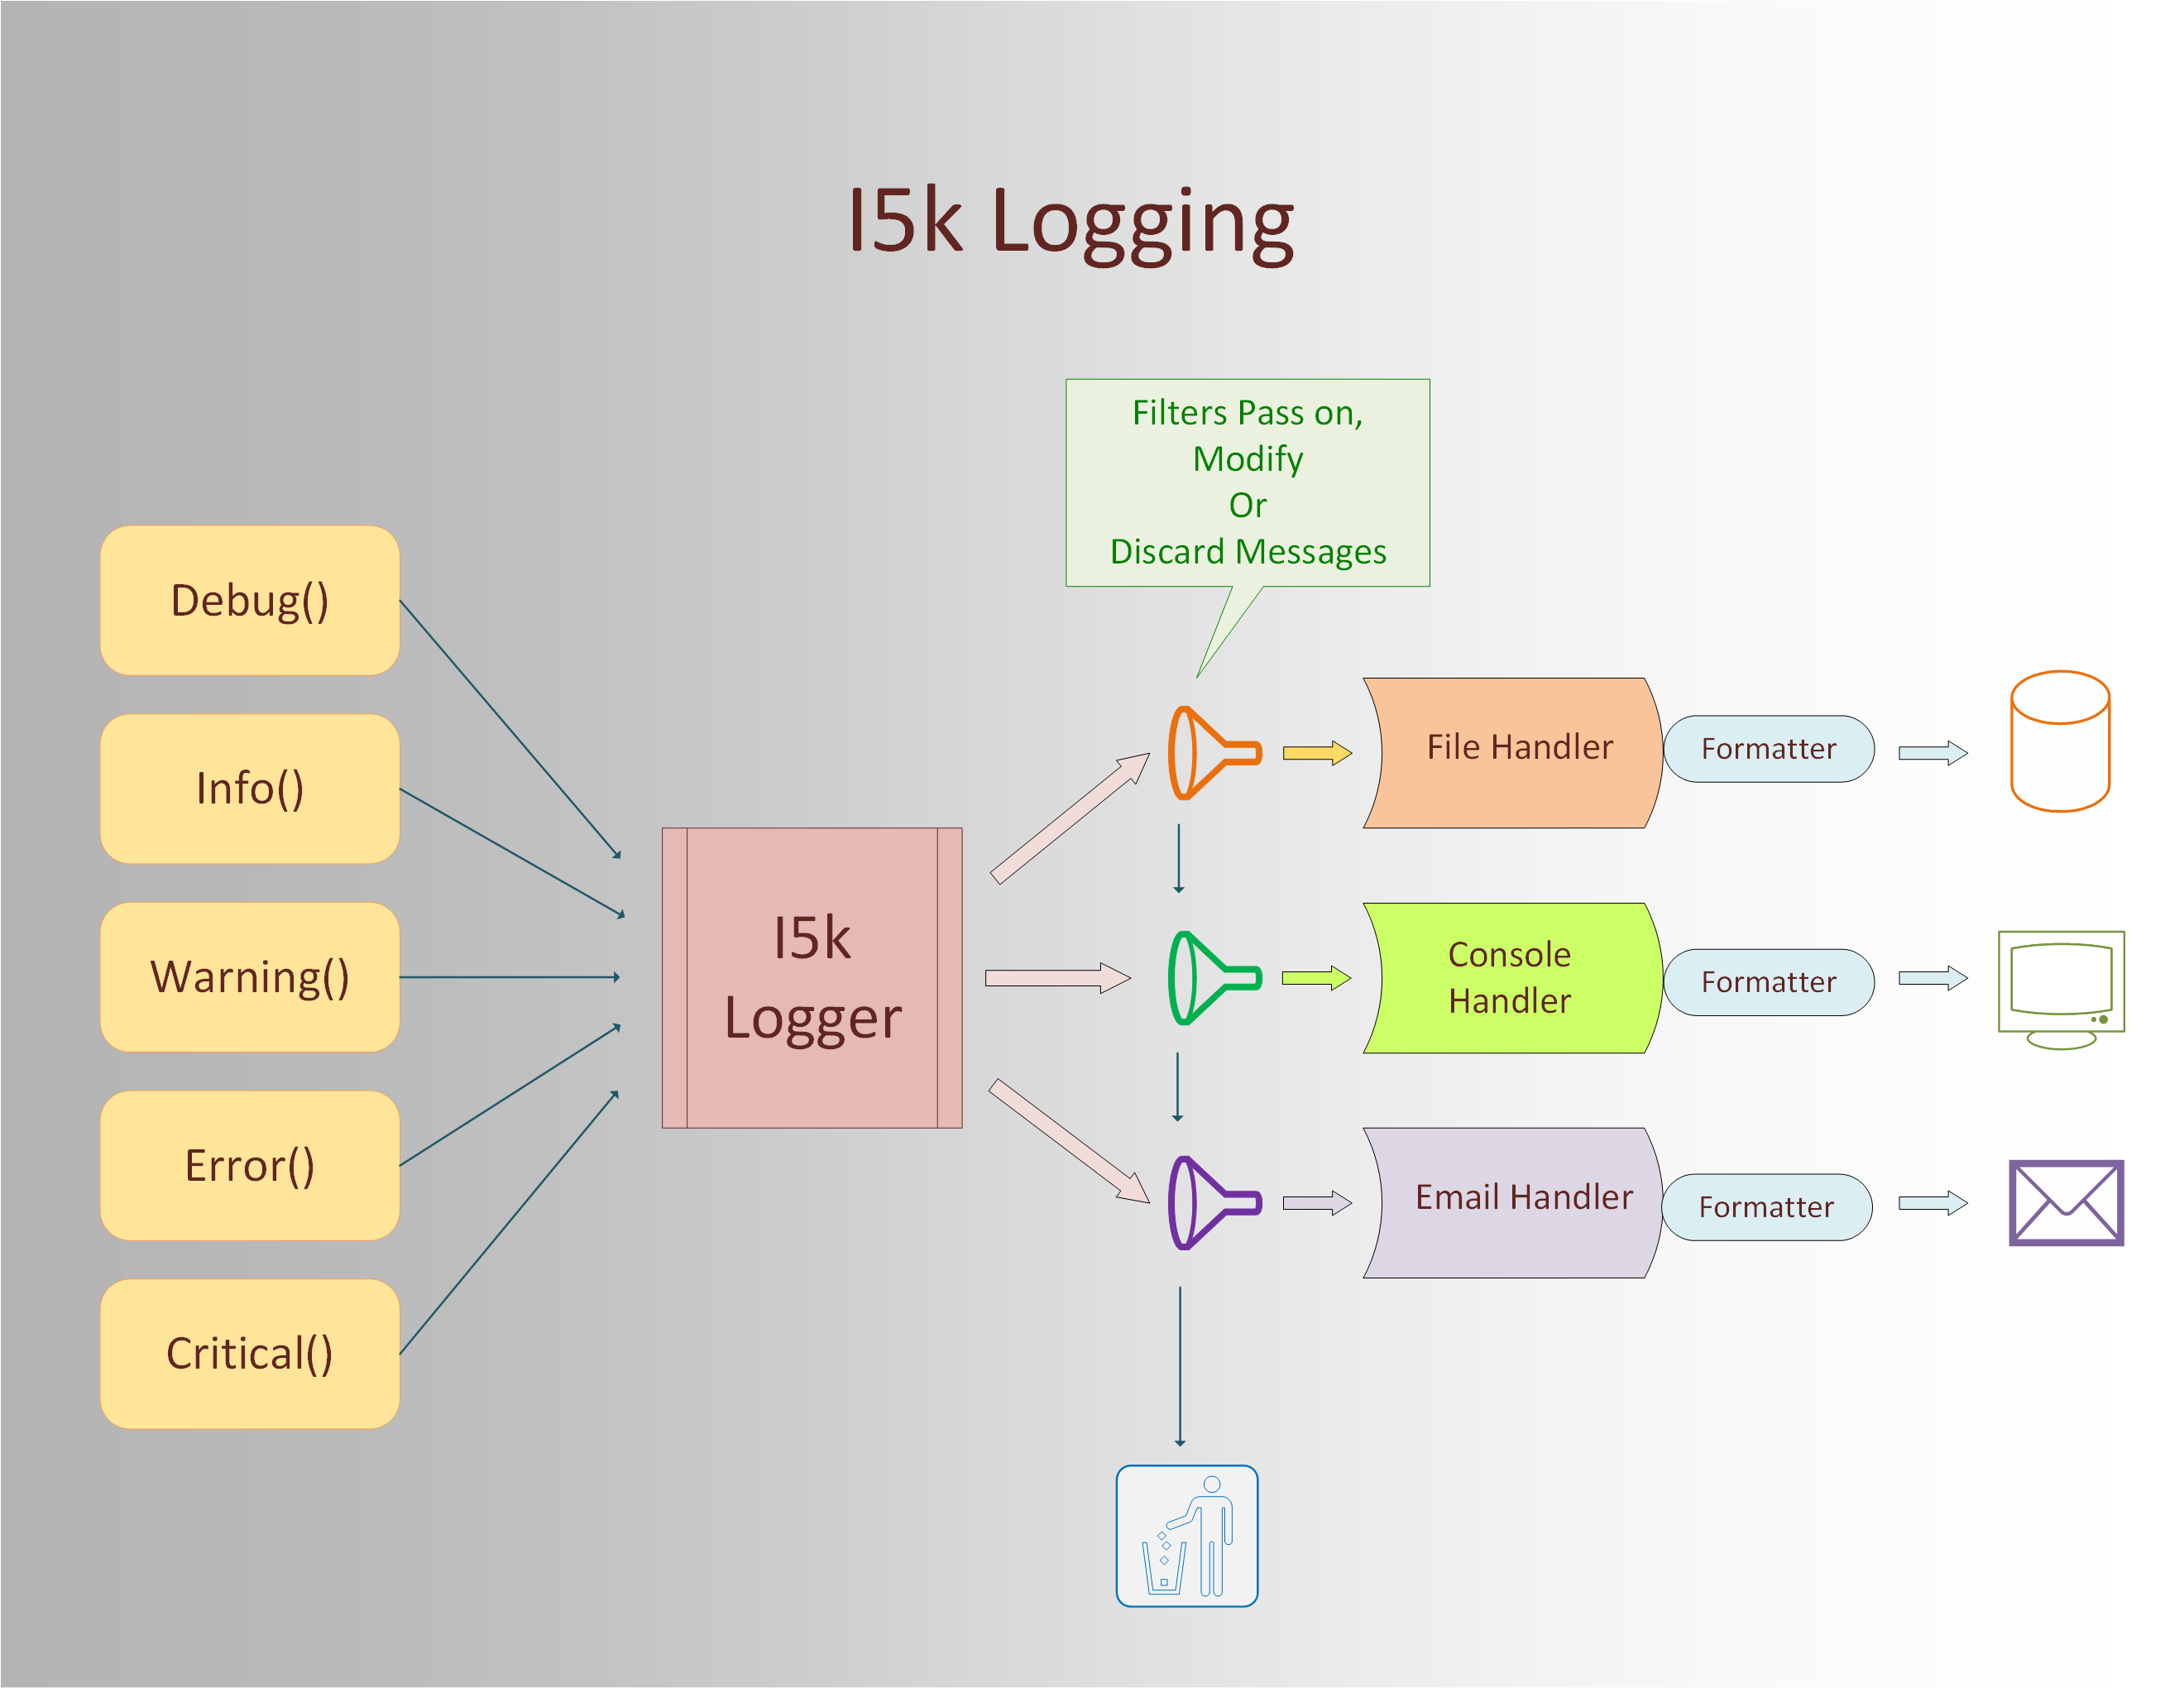 I5k Logging
Filters Pass on,
Modify
Or
Discard Messages
Debug()
Info()
Warning()
Error()
Critical()
I5k
Logger
File Handler
Formatter
Console
Handler
Formatter
Email Handler
Formatter